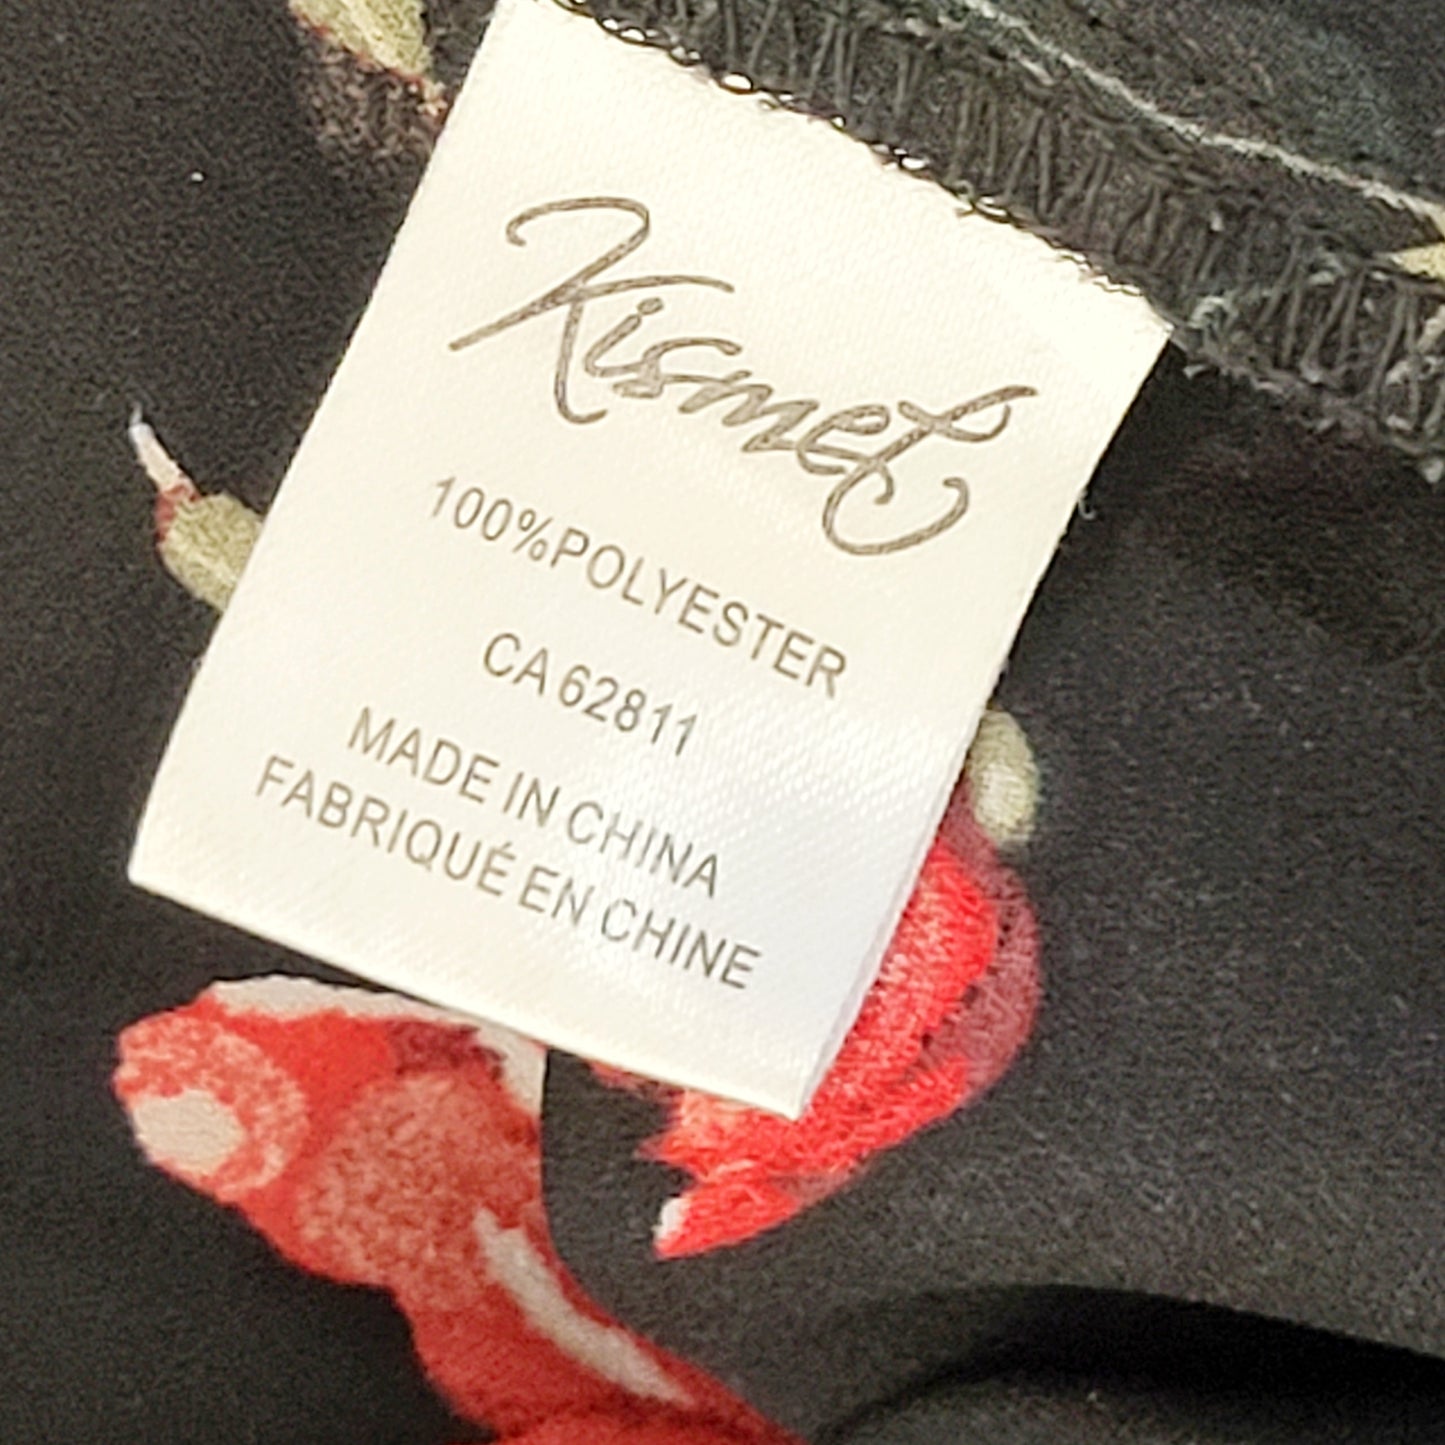 Kismet
100%POLYESTER
CA 62811
MADE IN CHINA
FABRIQUÉ EN CHINE